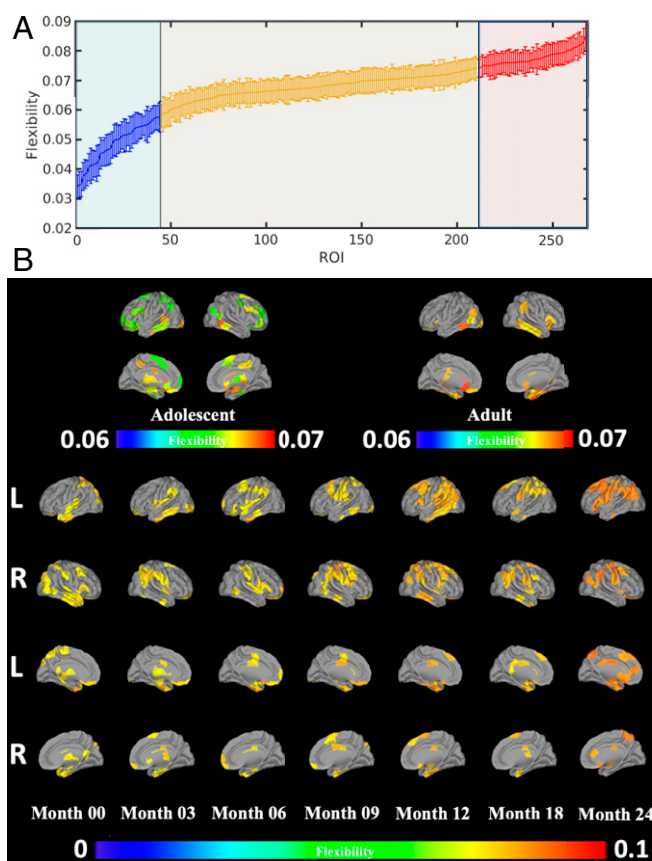 A
0.09
0.08
0.07
0.06
0.05
0.04
0.03
0.02
Flexibility
0 50 100 150 200 250
ROI
B
Adolescent Adult
0.06 Flexibility 0.07 0.06 Flexibility 0.07
L
R
L
R
Month 00 Month 03 Month 06 Month 09 Month 12 Month 18 Month 24
0 Flexibility 0.1